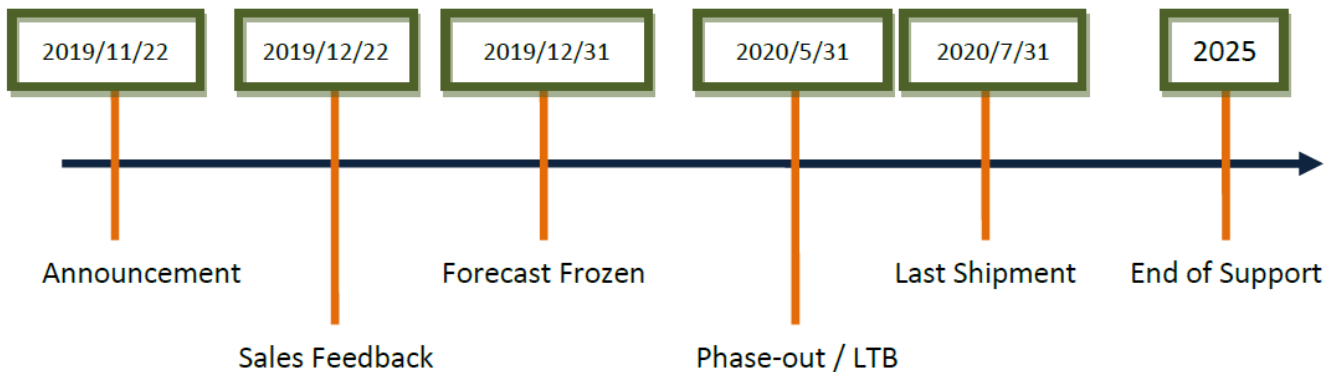 2019/11/22
2019/12/22
2019/12/31
2020/5/31
2020/7/31
2025
Announcement
Forecast Frozen
Last Shipment
End of Support
Sales Feedback
Phase-out / LTB